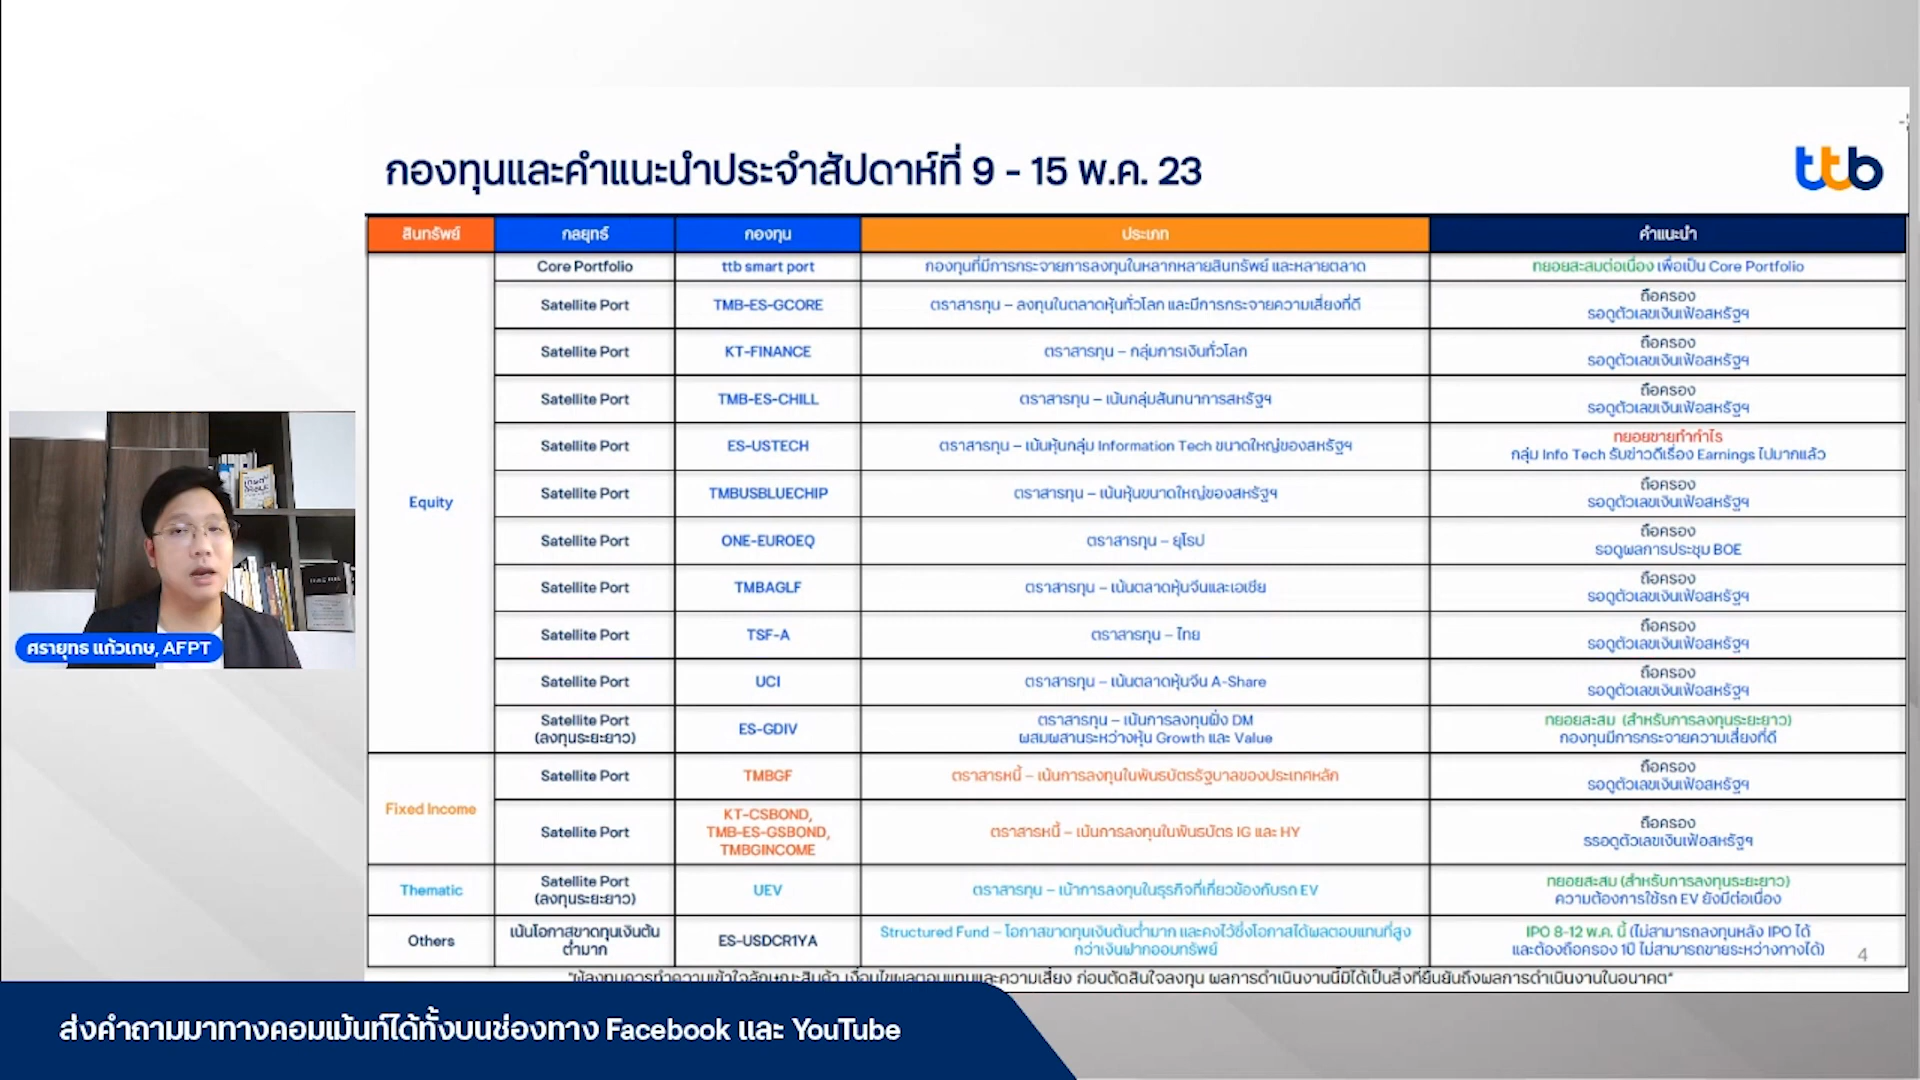 กองทุนและคำแนะนำประจำสัปดาห์ที่ 9 - 15 พ.ค. 23
ttb
สินทรัพย์ กลยุทธ์ กองทุน ประเภท คำแนะนำ
Equity
Core Portfolio ttb smart port กองทุนที่มีการกระจายการลงทุนในหลากหลายสินทรัพย์ และหลายตลาด ทยอยสะสมต่อเนื่อง เพื่อเป็น Core Portfolio
Satellite Port TMB-ES-GCORE ตราสารทุน – ลงทุนในตลาดหุ้นทั่วโลก และมีการกระจายความเสี่ยงที่ดี ถือครอง
รอดูตัวเลขเงินเฟ้อสหรัฐฯ
Satellite Port KT-FINANCE ตราสารทุน – กลุ่มการเงินทั่วโลก ถือครอง
รอดูตัวเลขเงินเฟ้อสหรัฐฯ
Satellite Port TMB-ES-CHILL ตราสารทุน – เน้นกลุ่มสันทนาการสหรัฐฯ ถือครอง
รอดูตัวเลขเงินเฟ้อสหรัฐฯ
Satellite Port ES-USTECH ตราสารทุน – เน้นหุ้นกลุ่ม Information Tech ขนาดใหญ่ของสหรัฐฯ ทยอยขายทำกำไร
กลุ่ม Info Tech รับข่าวดีเรื่อง Earnings ไปมากแล้ว
Satellite Port TMBUSBLUECHIP ตราสารทุน – เน้นหุ้นขนาดใหญ่ของสหรัฐฯ ถือครอง
รอดูตัวเลขเงินเฟ้อสหรัฐฯ
Satellite Port ONE-EUROEQ ตราสารทุน – ยุโรป ถือครอง
รอดูผลการประชุม BOE
Satellite Port TMBAGLF ตราสารทุน – เน้นตลาดหุ้นจีนและเอเชีย ถือครอง
รอดูตัวเลขเงินเฟ้อสหรัฐฯ
Satellite Port TSF-A ตราสารทุน – ไทย ถือครอง
รอดูตัวเลขเงินเฟ้อสหรัฐฯ
Satellite Port UCI ตราสารทุน – เน้นตลาดหุ้นจีน A-Share ถือครอง
รอดูตัวเลขเงินเฟ้อสหรัฐฯ
Satellite Port
(ลงทุนระยะยาว) ES-GDIV ตราสารทุน – เน้นการลงทุนฝั่ง DM
ผสมผสานระหว่างหุ้น Growth และ Value ทยอยสะสม (สำหรับการลงทุนระยะยาว)
กองทุนมีการกระจายความเสี่ยงที่ดี
Fixed Income
Satellite Port TMBGF ตราสารหนี้ – เน้นการลงทุนในพันธบัตรรัฐบาลของประเทศหลัก ถือครอง
รอดูตัวเลขเงินเฟ้อสหรัฐฯ
Satellite Port KT-CSBOND,
TMB-ES-GSBOND,
TMBGINCOME ตราสารหนี้ – เน้นการลงทุนในพันธบัตร IG และ HY ถือครอง
รรอดูตัวเลขเงินเฟ้อสหรัฐฯ
Thematic Satellite Port
(ลงทุนระยะยาว) UEV ตราสารทุน – เน้าการลงทุนในธุรกิจที่เกี่ยวข้องกับรถ EV ทยอยสะสม (สำหรับการลงทุนระยะยาว)
ความต้องการใช้รถ EV ยังมีต่อเนื่อง
Others เน้นโอกาสขาดทุนเงินต้น
ต่ำมาก ES-USDCR1YA Structured Fund – โอกาสขาดทุนเงินต้นต่ำมาก และคงไว้ซึ่งโอกาสได้ผลตอบแทนที่สูง
กว่าเงินฝากออมทรัพย์ IPO 8-12 พ.ค. นี้ (ไม่สามารถลงทุนหลัง IPO ได้
และต้องถือครอง 1ปี ไม่สามารถขายระหว่างทางได้)
4
"ผู้ลงทุนควรทำความเข้าใจลักษณะสินค้า เงื่อนไขผลตอบแทนและความเสี่ยง ก่อนตัดสินใจลงทุน ผลการดำเนินงานนี้มิได้เป็นสิ่งที่ยืนยันถึงผลการดำเนินงานในอนาคต"
ศรายุทธ แก้วเกษ, AFPT
ส่งคำถามมาทางคอมเม้นท์ได้ทั้งบนช่องทาง Facebook และ YouTube